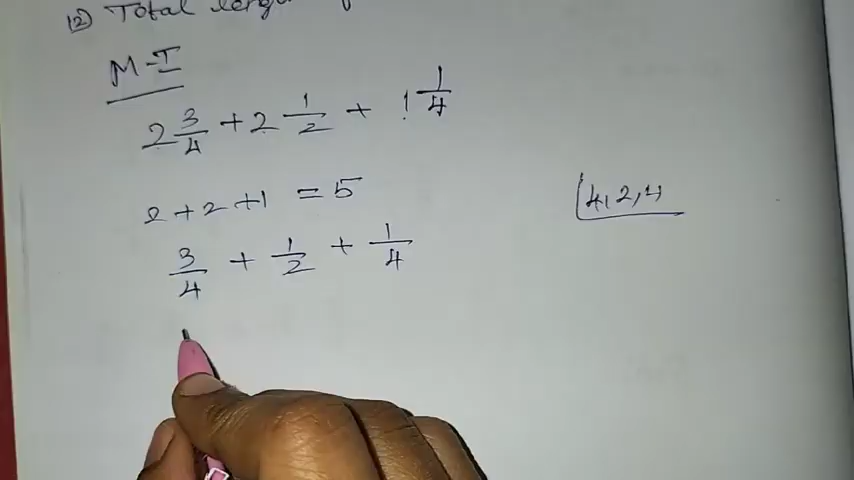 12) Total
M-I
2 3/4 + 2 1/2 + 1 1/4
2+2+1 = 5
4,2,4
3/4 + 1/2 + 1/4